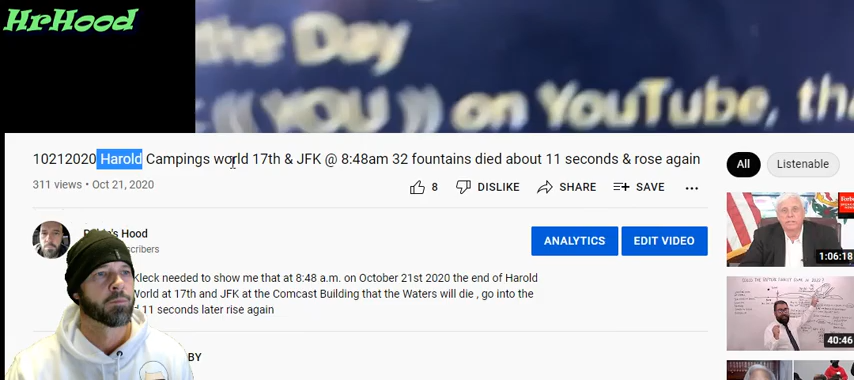 HrHood
the Day
((YOU)) on YouTube, th
10212020 Harold Campings world 17th & JFK @ 8:48am 32 fountains died about 11 seconds & rose again
311 views • Oct 21, 2020
8 DISLIKE SHARE SAVE ...
All Listenable
Hood
scribers
ANALYTICS EDIT VIDEO
Kleck needed to show me that at 8:48 a.m. on October 21st 2020 the end of Harold
World at 17th and JFK at the Comcast Building that the Waters will die , go into the
11 seconds later rise again
BY
1:06:18
40:46